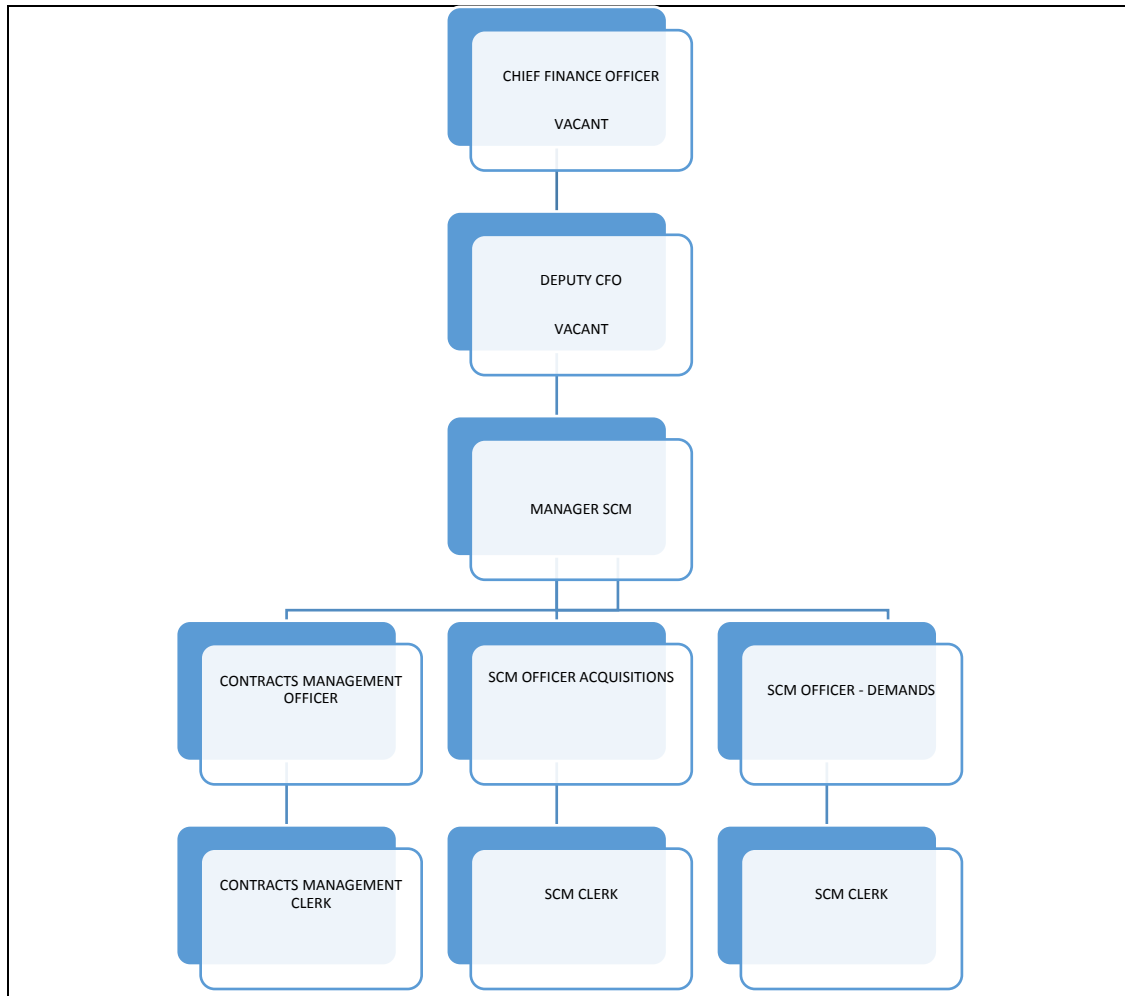 CHIEF FINANCE OFFICER
VACANT
DEPUTY CFO
VACANT
MANAGER SCM
CONTRACTS MANAGEMENT
OFFICER
SCM OFFICER ACQUISITIONS
SCM OFFICER - DEMANDS
CONTRACTS MANAGEMENT
CLERK
SCM CLERK
SCM CLERK